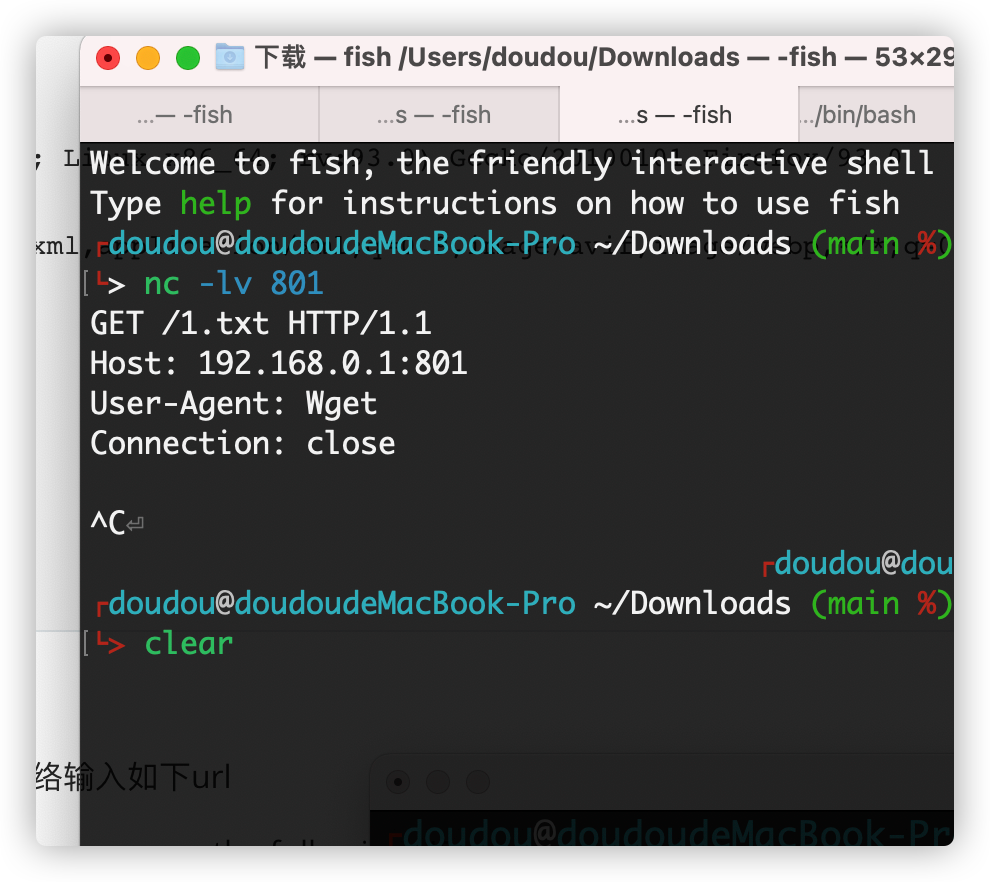 下载 — fish /Users/doudou/Downloads — -fish — 53×29
...— -fish
...s — -fish
...s — -fish
.../bin/bash
Welcome to fish, the friendly interactive shell
Type help for instructions on how to use fish
doudou@doudoudeMacBook-Pro ~/Downloads (main %)
> nc -lv 801
GET /1.txt HTTP/1.1
Host: 192.168.0.1:801
User-Agent: Wget
Connection: close
^C⏎
doudou@dou
doudou@doudoudeMacBook-Pro ~/Downloads (main %)
> clear
络输入如下url
doudou@doudoudeMacBook-Pr